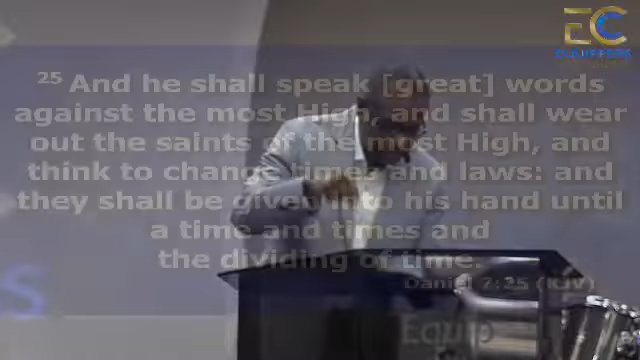 EC
EQUIPPERS
25 And he shall speak [great] words
against the most High, and shall wear
out the saints of the most High, and
think to change times and laws: and
they shall be given into his hand until
a time and times and
the dividing of time.
Daniel 7:25 (KJV)
Equip